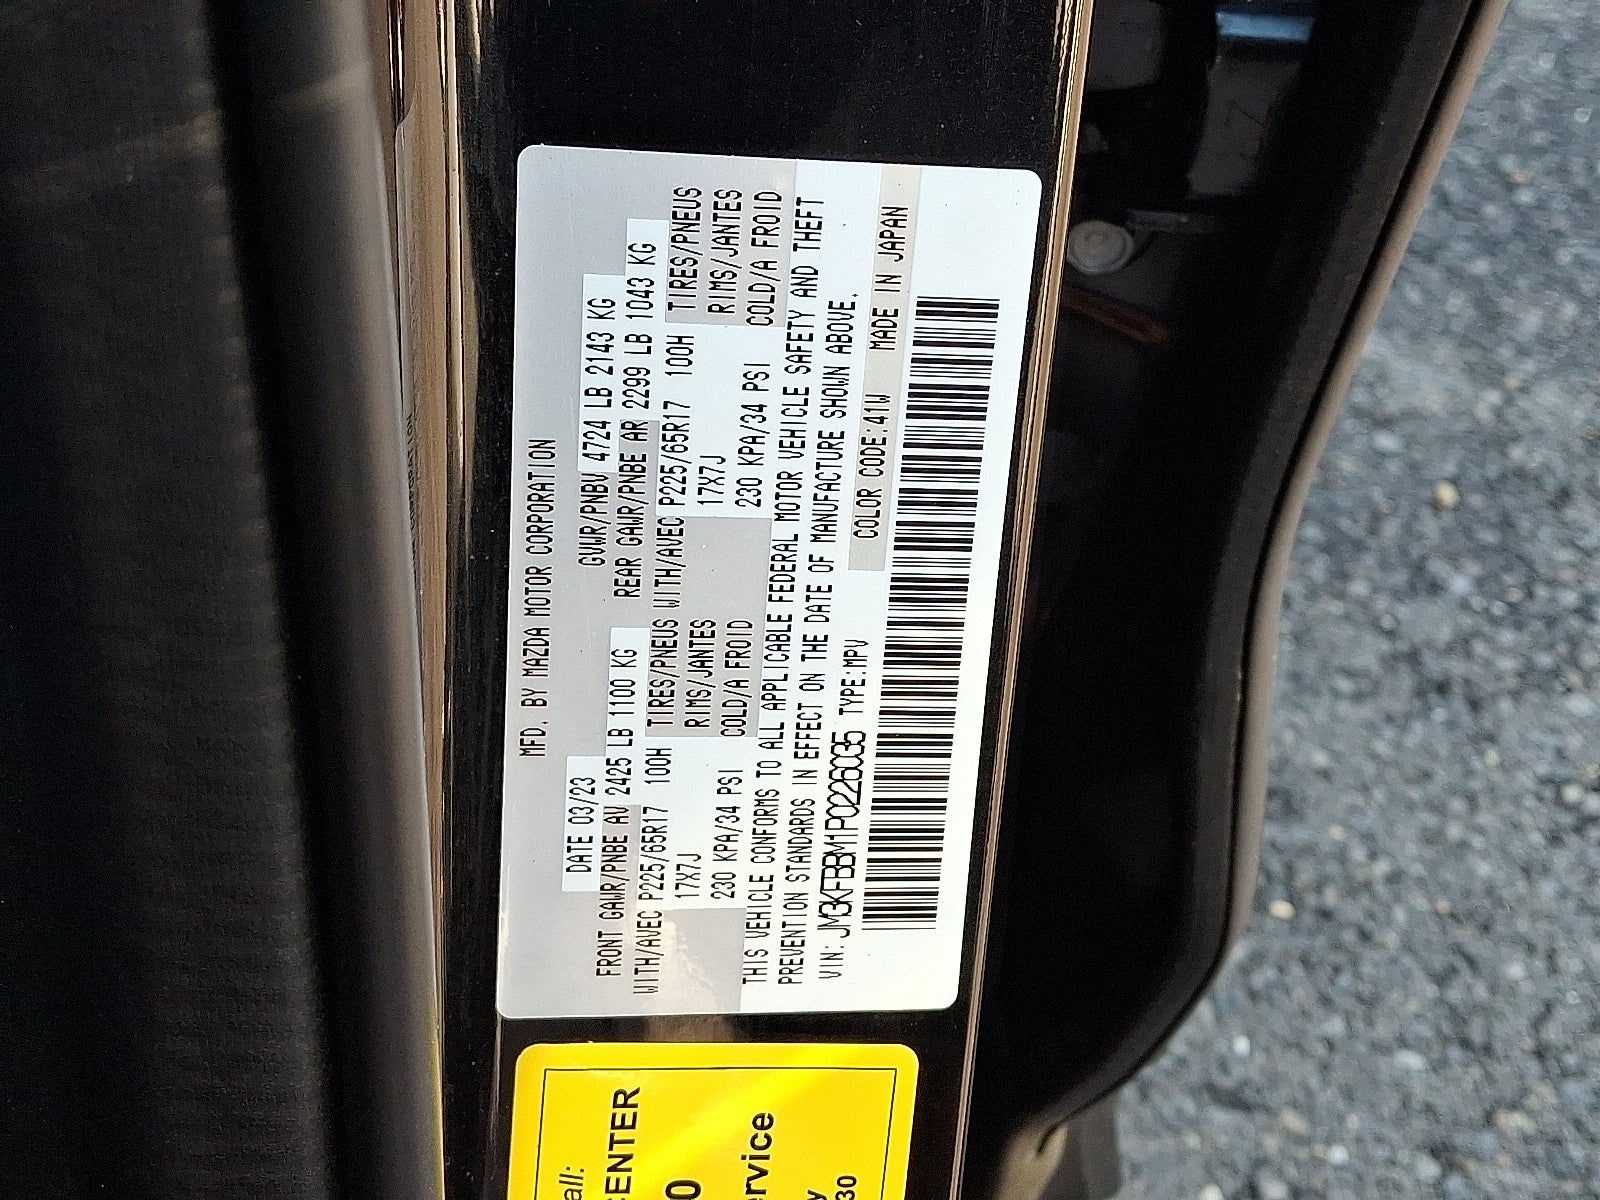 MFD. BY MAZDA MOTOR CORPORATION
DATE 03/23 GVWR/PNBV 4724 LB 2143 KG
FRONT GAWR/PNBE AV 2425 LB 1100 KG REAR GAWR/PNBE AR 2299 LB 1043 KG
WITH/AVEC P225/65R17 100H TIRES/PNEUS WITH/AVEC P225/65R17 100H TIRES/PNEUS
17X7J RIMS/JANTES 17X7J RIMS/JANTES
230 KPA/34 PSI COLD/A FROID 230 KPA/34 PSI COLD/A FROID
THIS VEHICLE CONFORMS TO ALL APPLICABLE FEDERAL MOTOR VEHICLE SAFETY AND THEFT
PREVENTION STANDARDS IN EFFECT ON THE DATE OF MANUFACTURE SHOWN ABOVE.
VIN: JM3KFBBM1P0226035 TYPE:MPV COLOR CODE:41W MADE IN JAPAN
all:
CENTER
0
ervice
y
30